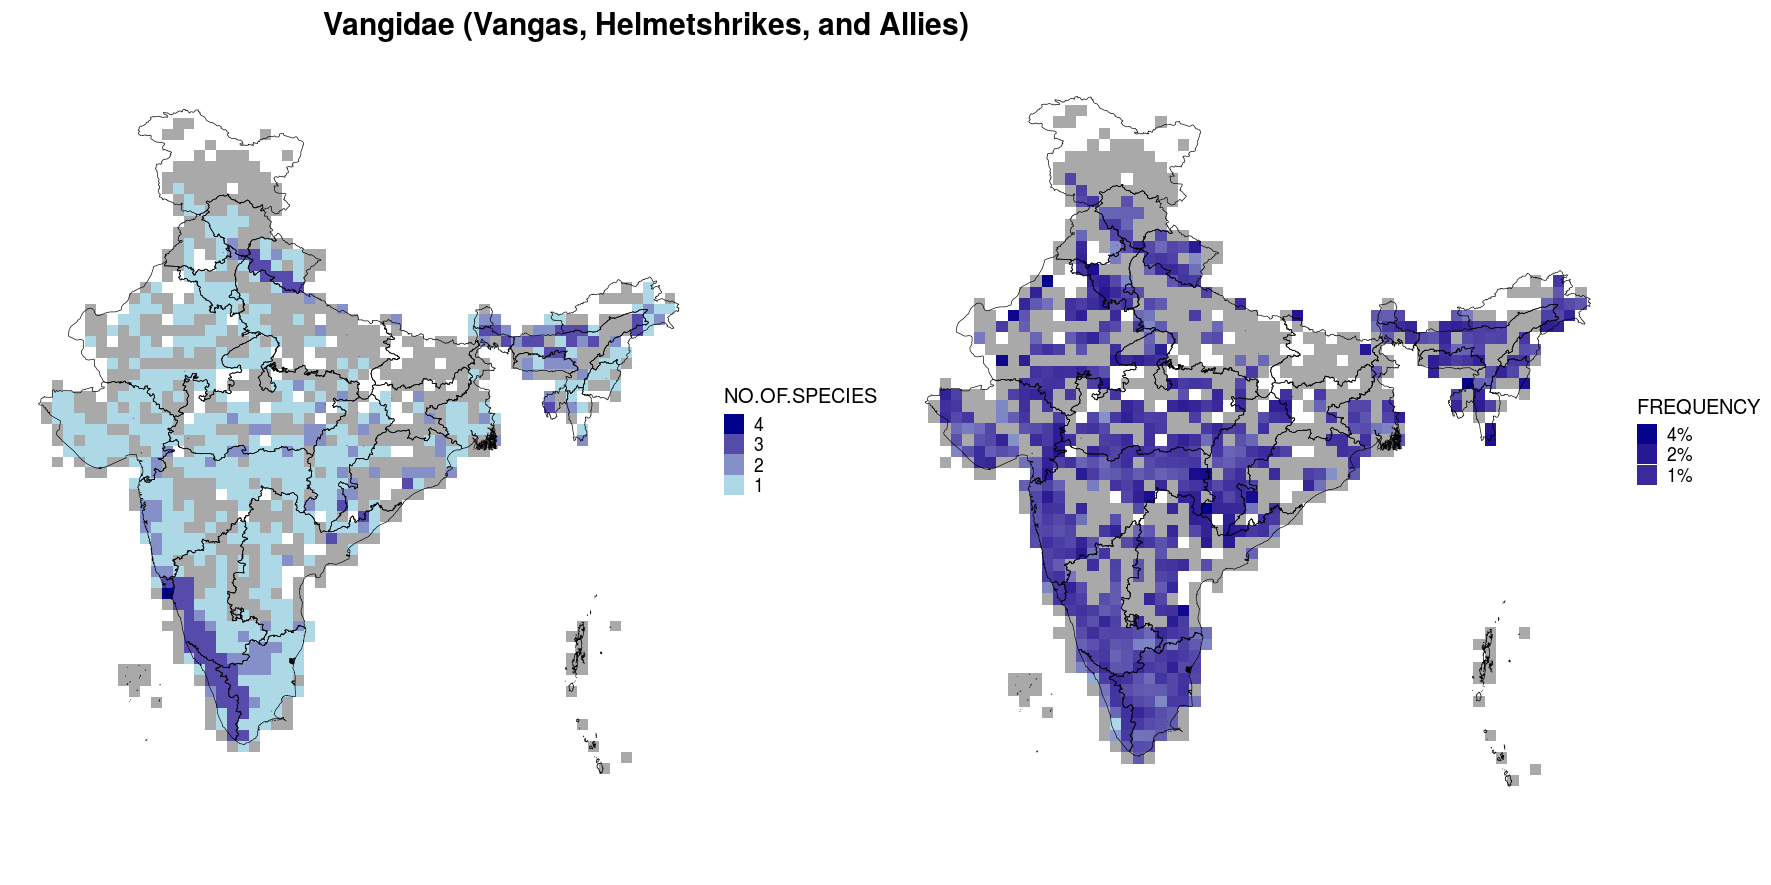 Vangidae (Vangas, Helmetshrikes, and Allies)
NO.OF.SPECIES
4
3
2
1
FREQUENCY
4%
2%
1%